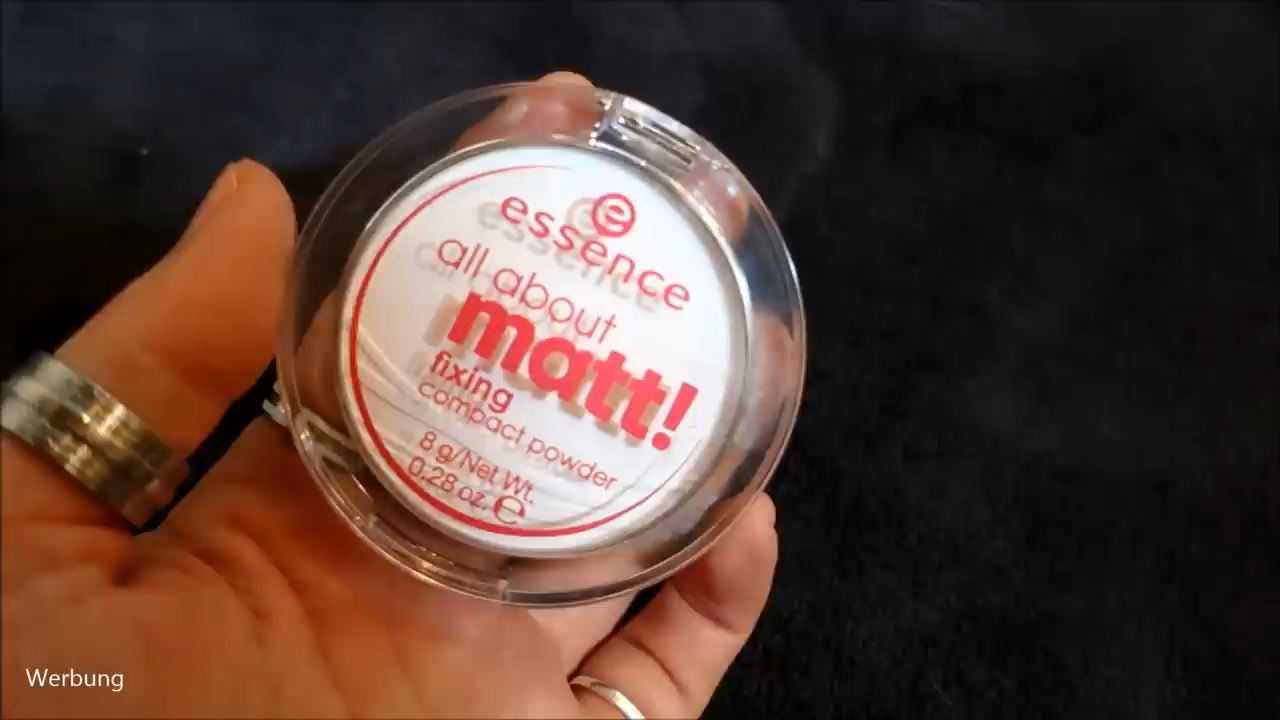 essence
all about
matt!
fixing
compact powder
8 g/Net Wt.
0.28 oz. ℮
Werbung